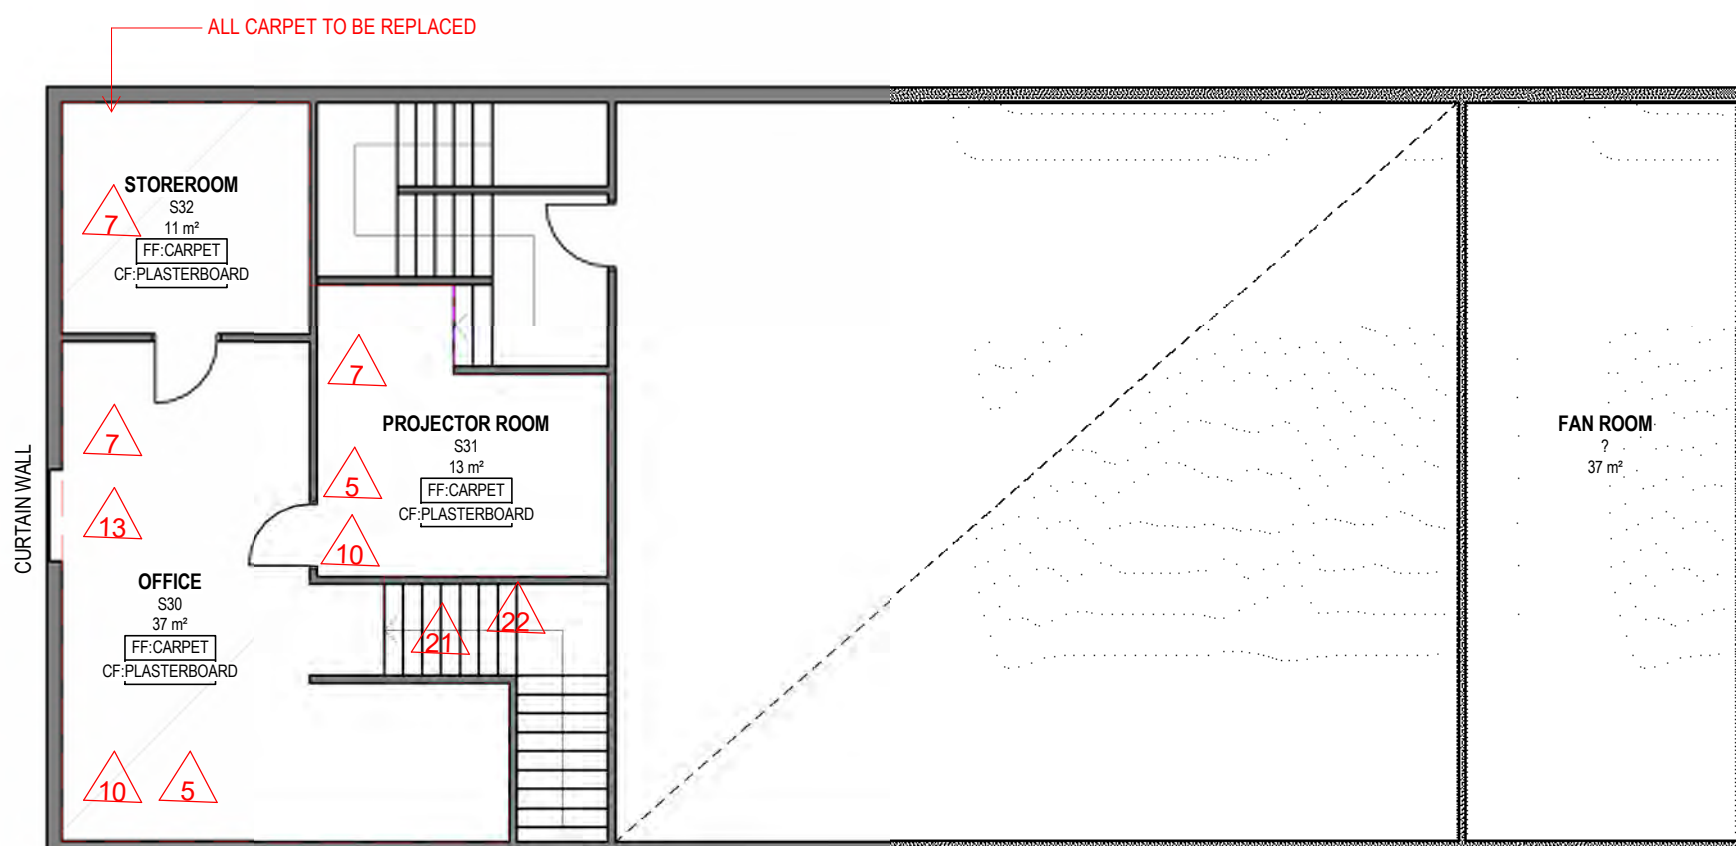 ALL CARPET TO BE REPLACED
STOREROOM
S32
11 m²
FF:CARPET
CF:PLASTERBOARD
7
7
PROJECTOR ROOM
S31
13 m²
FF:CARPET
CF:PLASTERBOARD
5
10
FAN ROOM
?
37 m²
CURTAIN WALL
7
13
OFFICE
S30
37 m²
FF:CARPET
CF:PLASTERBOARD
21
22
10
5